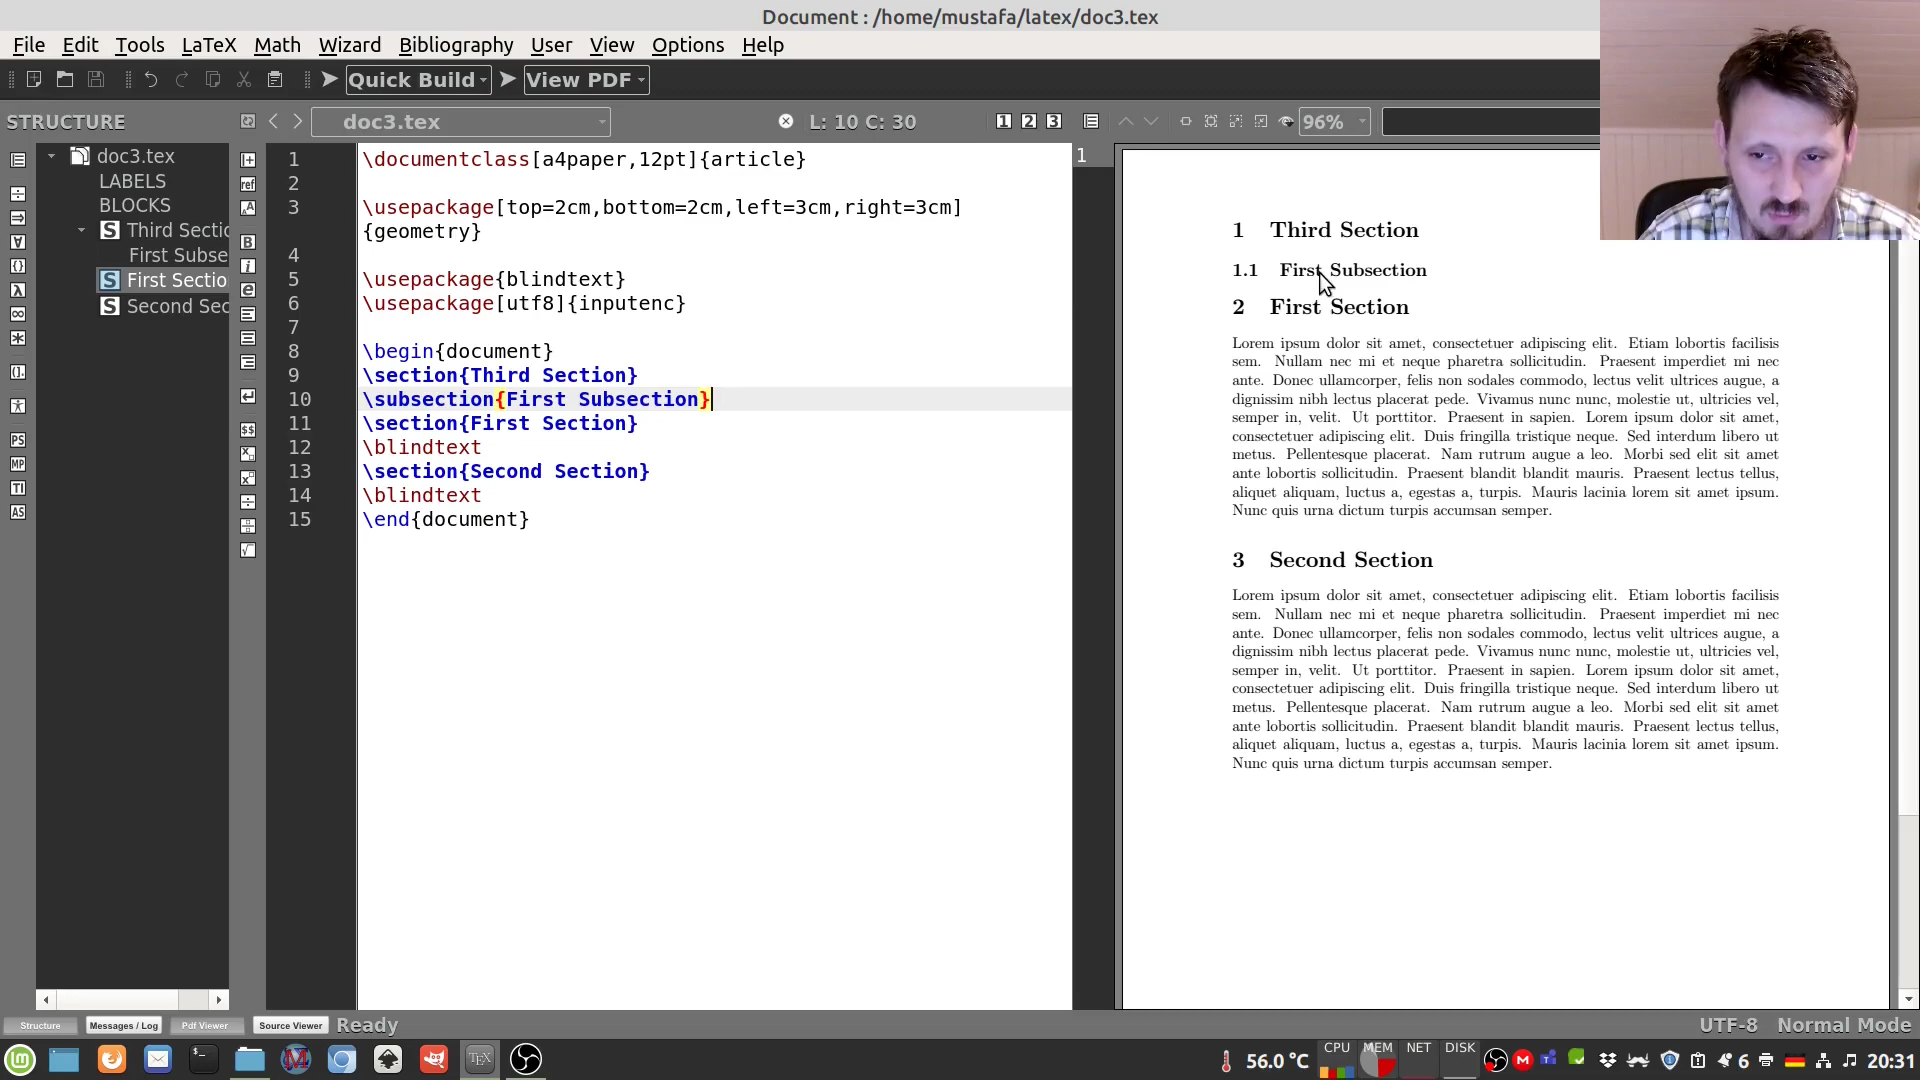 Document : /home/mustafa/latex/doc3.tex
File Edit Tools LaTeX Math Wizard Bibliography User View Options Help
Quick Build View PDF
STRUCTURE doc3.tex L: 10 C: 30 1 2 3 96%
doc3.tex
LABELS
BLOCKS
S Third Sectio
First Subse
S First Sectio
S Second Sec
ref
B
i
e
PS
MP
TI
AS
$$
1 \documentclass[a4paper,12pt]{article}
2
3 \usepackage[top=2cm,bottom=2cm,left=3cm,right=3cm]
{geometry}
4
5 \usepackage{blindtext}
6 \usepackage[utf8]{inputenc}
7
8 \begin{document}
9 \section{Third Section}
10 \subsection{First Subsection}
11 \section{First Section}
12 \blindtext
13 \section{Second Section}
14 \blindtext
15 \end{document}
1
1 Third Section
1.1 First Subsection
2 First Section
Lorem ipsum dolor sit amet, consectetuer adipiscing elit. Etiam lobortis facilisis
sem. Nullam nec mi et neque pharetra sollicitudin. Praesent imperdiet mi nec
ante. Donec ullamcorper, felis non sodales commodo, lectus velit ultrices augue, a
dignissim nibh lectus placerat pede. Vivamus nunc nunc, molestie ut, ultricies vel,
semper in, velit. Ut porttitor. Praesent in sapien. Lorem ipsum dolor sit amet,
consectetuer adipiscing elit. Duis fringilla tristique neque. Sed interdum libero ut
metus. Pellentesque placerat. Nam rutrum augue a leo. Morbi sed elit sit amet
ante lobortis sollicitudin. Praesent blandit blandit mauris. Praesent lectus tellus,
aliquet aliquam, luctus a, egestas a, turpis. Mauris lacinia lorem sit amet ipsum.
Nunc quis urna dictum turpis accumsan semper.
3 Second Section
Lorem ipsum dolor sit amet, consectetuer adipiscing elit. Etiam lobortis facilisis
sem. Nullam nec mi et neque pharetra sollicitudin. Praesent imperdiet mi nec
ante. Donec ullamcorper, felis non sodales commodo, lectus velit ultrices augue, a
dignissim nibh lectus placerat pede. Vivamus nunc nunc, molestie ut, ultricies vel,
semper in, velit. Ut porttitor. Praesent in sapien. Lorem ipsum dolor sit amet,
consectetuer adipiscing elit. Duis fringilla tristique neque. Sed interdum libero ut
metus. Pellentesque placerat. Nam rutrum augue a leo. Morbi sed elit sit amet
ante lobortis sollicitudin. Praesent blandit blandit mauris. Praesent lectus tellus,
aliquet aliquam, luctus a, egestas a, turpis. Mauris lacinia lorem sit amet ipsum.
Nunc quis urna dictum turpis accumsan semper.
Structure Messages / Log Pdf Viewer Source Viewer Ready UTF-8 Normal Mode
TEX 56.0 °C CPU MEM NET DISK 6 20:31